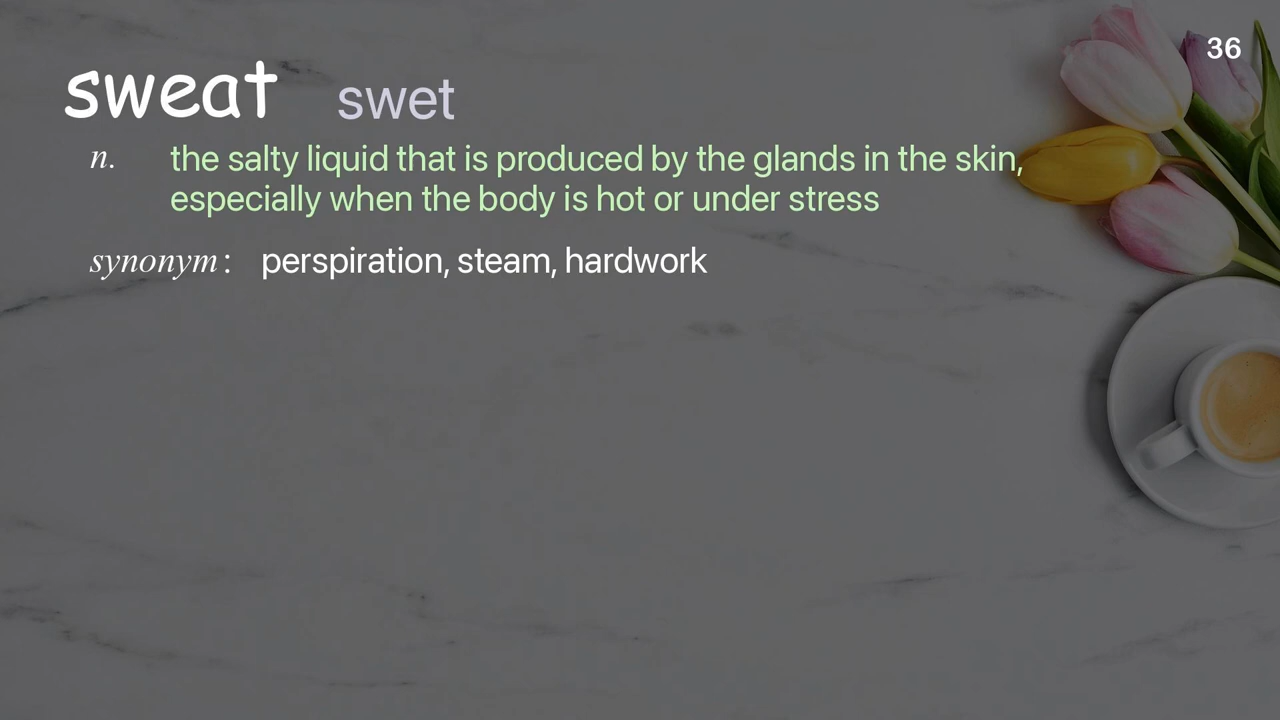 36
sweat swet
n. the salty liquid that is produced by the glands in the skin,
especially when the body is hot or under stress
synonym: perspiration, steam, hardwork